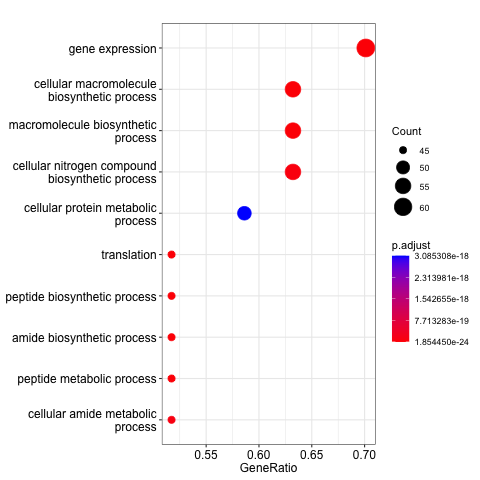 gene expression
cellular macromolecule
biosynthetic process
macromolecule biosynthetic
process
cellular nitrogen compound
biosynthetic process
cellular protein metabolic
process
translation
peptide biosynthetic process
amide biosynthetic process
peptide metabolic process
cellular amide metabolic
process
0.55 0.60 0.65 0.70
GeneRatio
Count
45
50
55
60
p.adjust
3.085308e-18
2.313981e-18
1.542655e-18
7.713283e-19
1.854450e-24